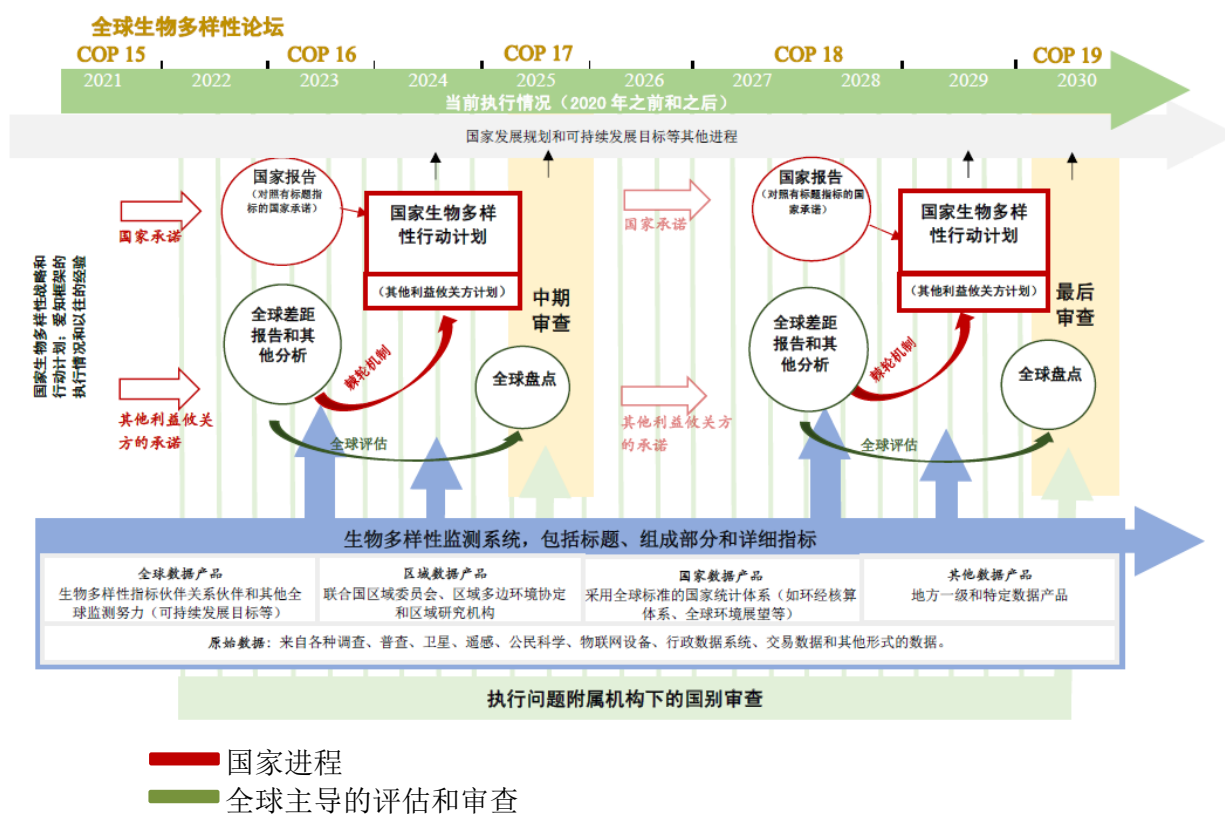 全球生物多样性论坛
COP 15
COP 16
COP 17
COP 18
COP 19
2021
2022
2023
2024
2025
2026
2027
2028
2029
2030
当前执行情况（2020 年之前和之后）
国家发展规划和可持续发展目标等其他进程
国家生物多样性战略和
行动计划：爱知框架的
执行情况和以往的经验
国家承诺
其他利益攸关
方的承诺
国家报告
（对照有标题指
标的国家承诺）
国家生物多样
性行动计划
（其他利益攸关方计划）
全球差距
报告和其
他分析
棘轮机制
全球评估
中期
审查
全球盘点
国家承诺
其他利益攸关方
的承诺
国家报告
（对照有标题指标的国
家承诺）
国家生物多样
性行动计划
（其他利益攸关方计划）
全球差距
报告和其
他分析
棘轮机制
全球评估
最后
审查
全球盘点
生物多样性监测系统，包括标题、组成部分和详细指标
全球数据产品
生物多样性指标伙伴关系伙伴和其他全
球监测努力（可持续发展目标等）
区域数据产品
联合国区域委员会、区域多边环境协定
和区域研究机构
国家数据产品
采用全球标准的国家统计体系（如环经核算
体系、全球环境展望等）
其他数据产品
地方一级和特定数据产品
原始数据：来自各种调查、普查、卫星、遥感、公民科学、物联网设备、行政数据系统、交易数据和其他形式的数据。
执行问题附属机构下的国别审查
国家进程
全球主导的评估和审查